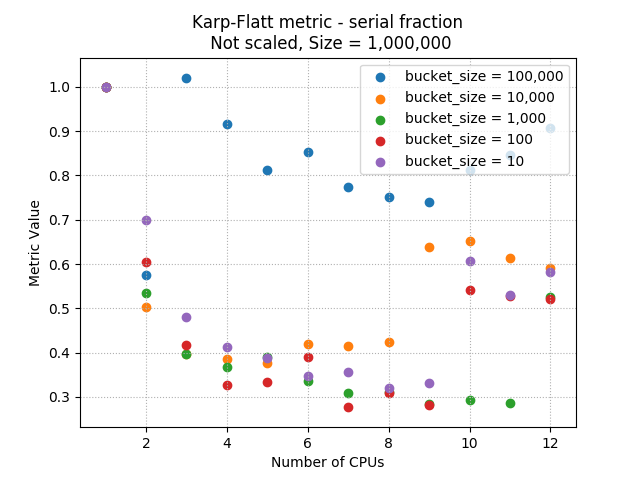 Karp-Flatt metric - serial fraction
Not scaled, Size = 1,000,000
Metric Value
1.0
0.9
0.8
0.7
0.6
0.5
0.4
0.3
bucket_size = 100,000
bucket_size = 10,000
bucket_size = 1,000
bucket_size = 100
bucket_size = 10
2 4 6 8 10 12
Number of CPUs